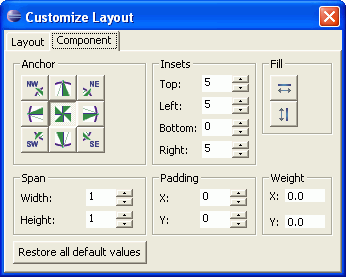 Customize Layout
Layout Component
Anchor Insets Fill
NW NE
SW SE
Top: 5
Left: 5
Bottom: 0
Right: 5
Span Padding Weight
Width: 1 X: 0 X: 0.0
Height: 1 Y: 0 Y: 0.0
Restore all default values